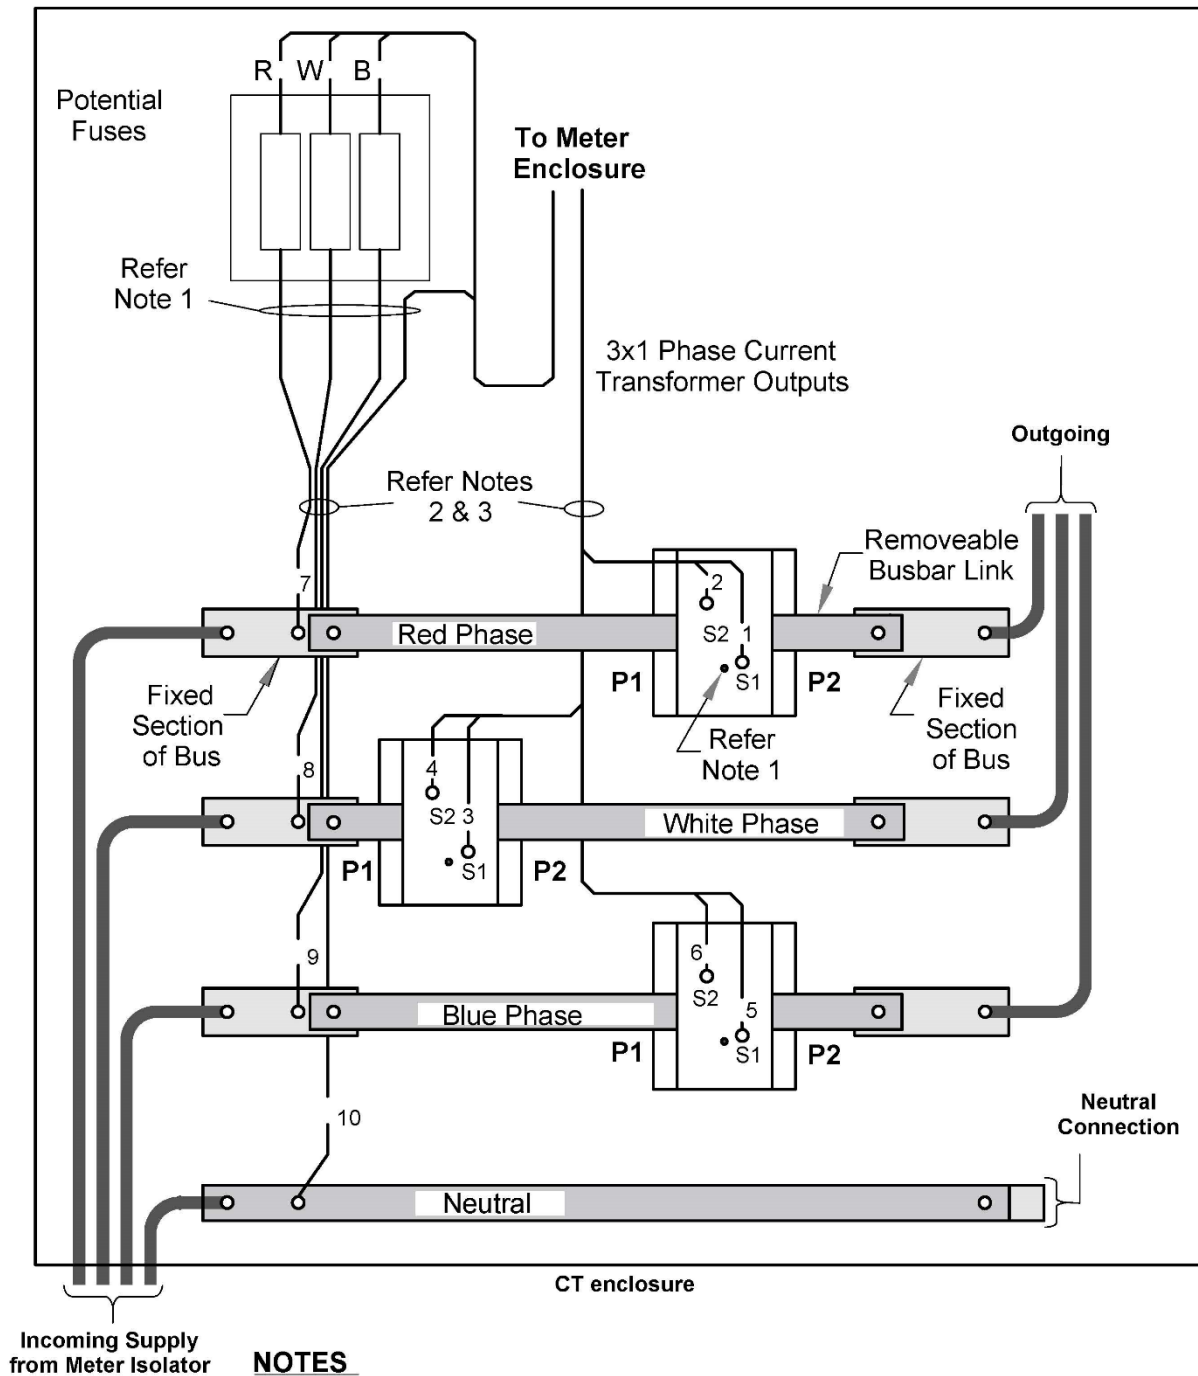 R W B
Potential
Fuses
To Meter
Enclosure
Refer
Note 1
3x1 Phase Current
Transformer Outputs
Outgoing
Refer Notes
2 & 3
Removeable
Busbar Link
7
2
Red Phase
S2
1
S1
P1
P2
Fixed
Section
of Bus
Refer
Note 1
Fixed
Section
of Bus
8
4
S2
3
White Phase
S1
P1
P2
9
6
S2
Blue Phase
5
S1
P1
P2
10
Neutral
Connection
Neutral
CT enclosure
Incoming Supply
from Meter Isolator
NOTES